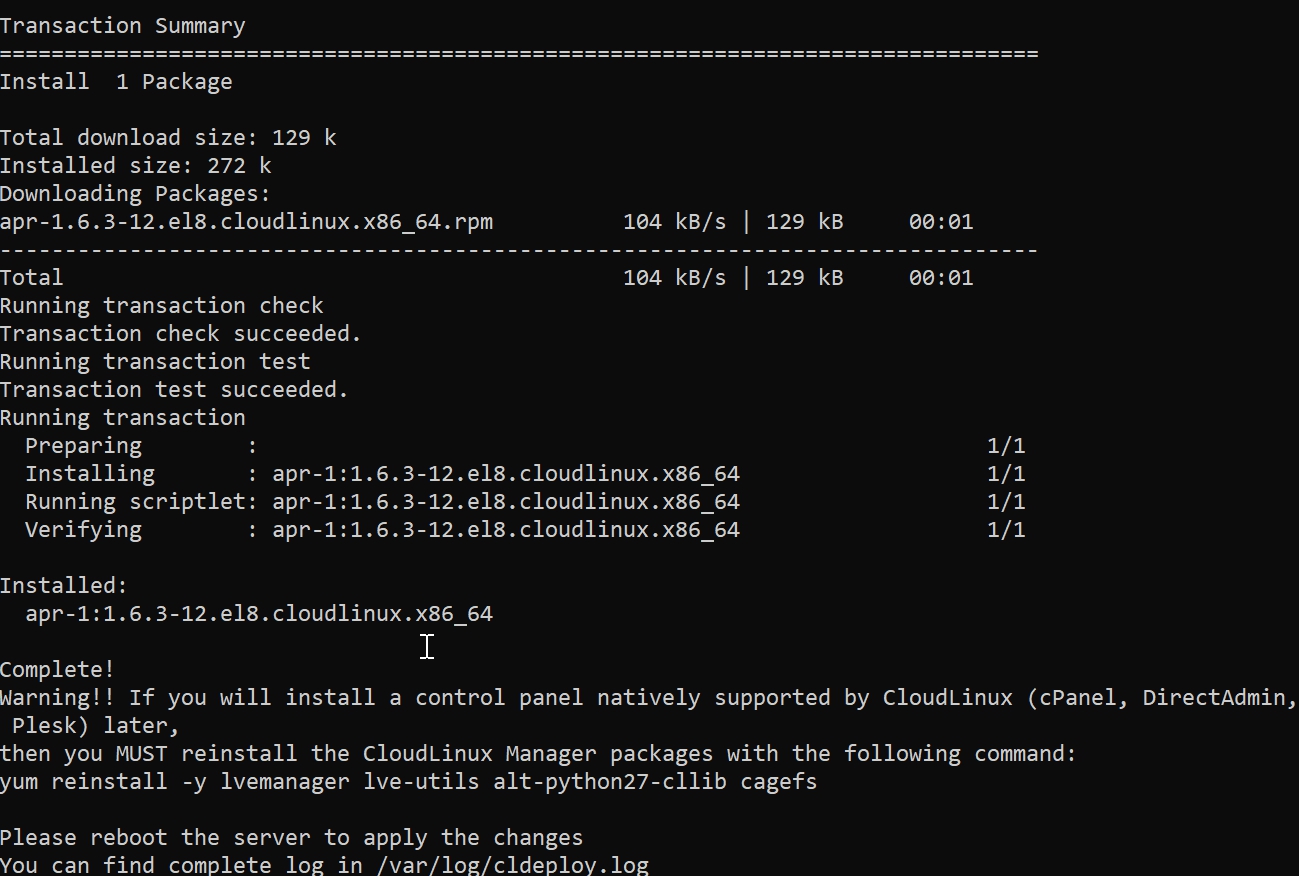 Transaction Summary
================================================================================
Install  1 Package

Total download size: 129 k
Installed size: 272 k
Downloading Packages:
apr-1.6.3-12.el8.cloudlinux.x86_64.rpm          104 kB/s | 129 kB     00:01
--------------------------------------------------------------------------------
Total                                           104 kB/s | 129 kB     00:01
Running transaction check
Transaction check succeeded.
Running transaction test
Transaction test succeeded.
Running transaction
  Preparing        :                                                        1/1
  Installing       : apr-1:1.6.3-12.el8.cloudlinux.x86_64                   1/1
  Running scriptlet: apr-1:1.6.3-12.el8.cloudlinux.x86_64                   1/1
  Verifying        : apr-1:1.6.3-12.el8.cloudlinux.x86_64                   1/1

Installed:
  apr-1:1.6.3-12.el8.cloudlinux.x86_64

Complete!
Warning!! If you will install a control panel natively supported by CloudLinux (cPanel, DirectAdmin,
 Plesk) later,
then you MUST reinstall the CloudLinux Manager packages with the following command:
yum reinstall -y lvemanager lve-utils alt-python27-cllib cagefs

Please reboot the server to apply the changes
You can find complete log in /var/log/cldeploy.log